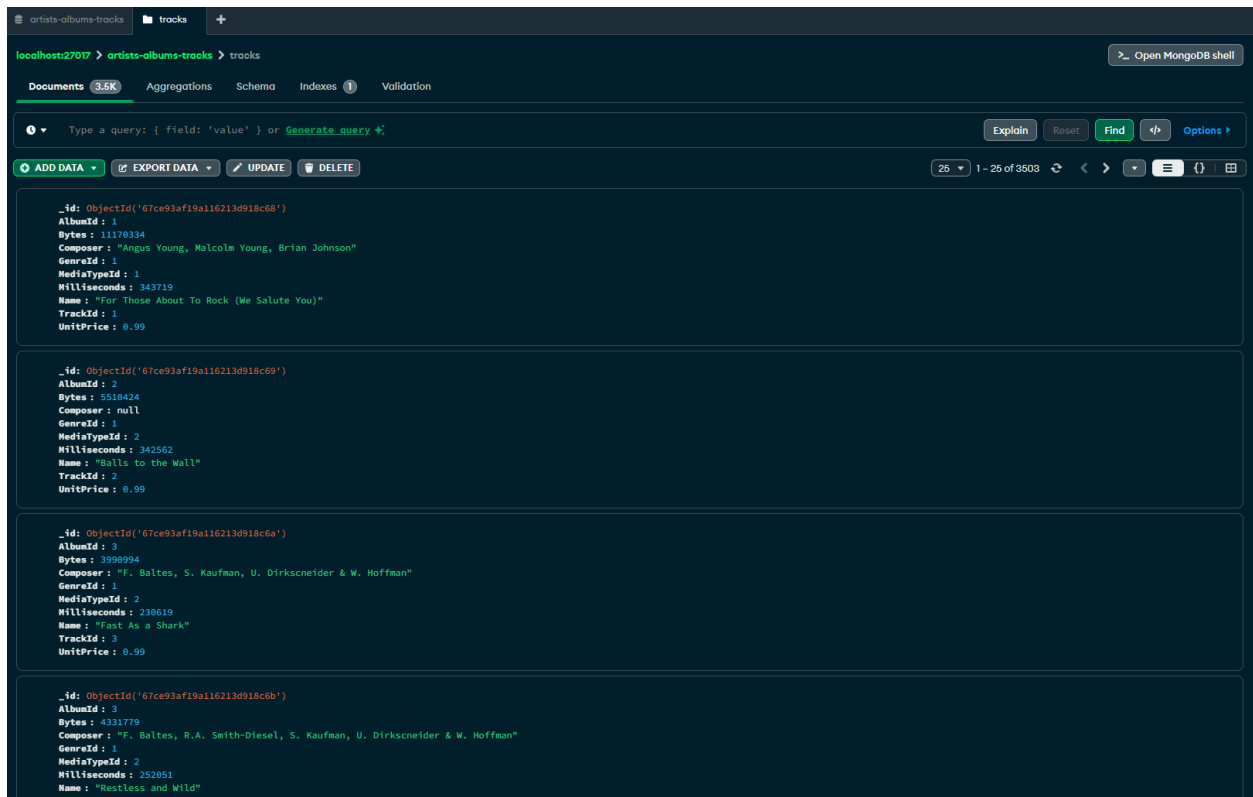 artists-albums-tracks tracks +
localhost:27017 > artists-albums-tracks > tracks
>_ Open MongoDB shell
Documents 3.5K Aggregations Schema Indexes 1 Validation
Type a query: { field: 'value' } or Generate query
Explain Reset Find </> Options
ADD DATA EXPORT DATA UPDATE DELETE
25 1 – 25 of 3503 {}
_id: ObjectId('67ce93af19a116213d918c68')
AlbumId : 1
Bytes : 11170334
Composer : "Angus Young, Malcolm Young, Brian Johnson"
GenreId : 1
MediaTypeId : 1
Milliseconds : 343719
Name : "For Those About To Rock (We Salute You)"
TrackId : 1
UnitPrice : 0.99
_id: ObjectId('67ce93af19a116213d918c69')
AlbumId : 2
Bytes : 5510424
Composer : null
GenreId : 1
MediaTypeId : 2
Milliseconds : 342562
Name : "Balls to the Wall"
TrackId : 2
UnitPrice : 0.99
_id: ObjectId('67ce93af19a116213d918c6a')
AlbumId : 3
Bytes : 3990994
Composer : "F. Baltes, S. Kaufman, U. Dirkscneider & W. Hoffman"
GenreId : 1
MediaTypeId : 2
Milliseconds : 230619
Name : "Fast As a Shark"
TrackId : 3
UnitPrice : 0.99
_id: ObjectId('67ce93af19a116213d918c6b')
AlbumId : 3
Bytes : 4331779
Composer : "F. Baltes, R.A. Smith-Diesel, S. Kaufman, U. Dirkscneider & W. Hoffman"
GenreId : 1
MediaTypeId : 2
Milliseconds : 252051
Name : "Restless and Wild"